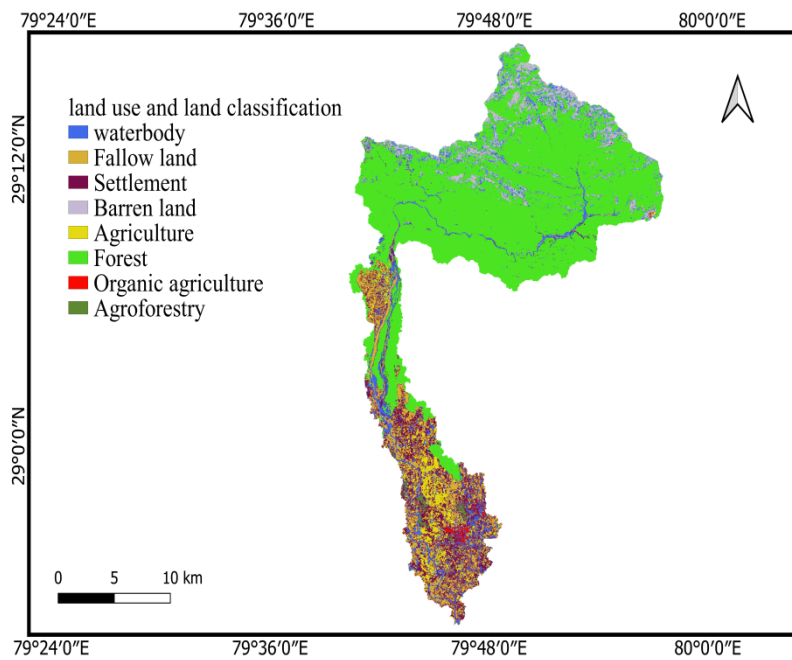 79°24′0″E 79°36′0″E 79°48′0″E 80°0′0″E
29°12′0″N
land use and land classification
waterbody
Fallow land
Settlement
Barren land
Agriculture
Forest
Organic agriculture
Agroforestry
29°0′0″N
0 5 10 km
79°24′0″E 79°36′0″E 79°48′0″E 80°0′0″E